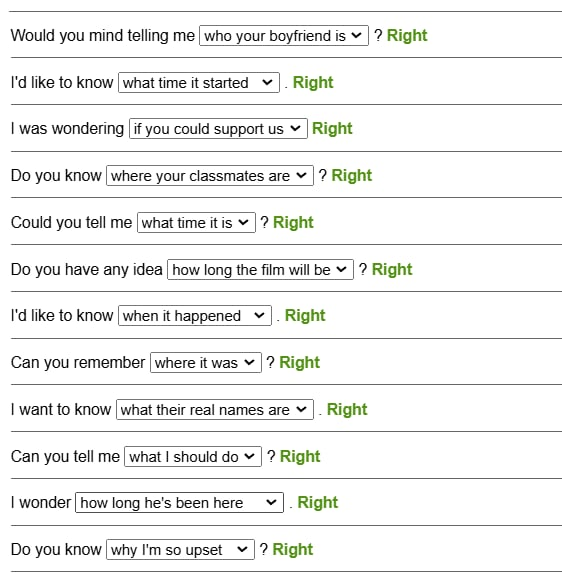 Would you mind telling me who your boyfriend is ? Right
I'd like to know what time it started . Right
I was wondering if you could support us Right
Do you know where your classmates are ? Right
Could you tell me what time it is ? Right
Do you have any idea how long the film will be ? Right
I'd like to know when it happened . Right
Can you remember where it was ? Right
I want to know what their real names are . Right
Can you tell me what I should do ? Right
I wonder how long he's been here . Right
Do you know why I'm so upset ? Right